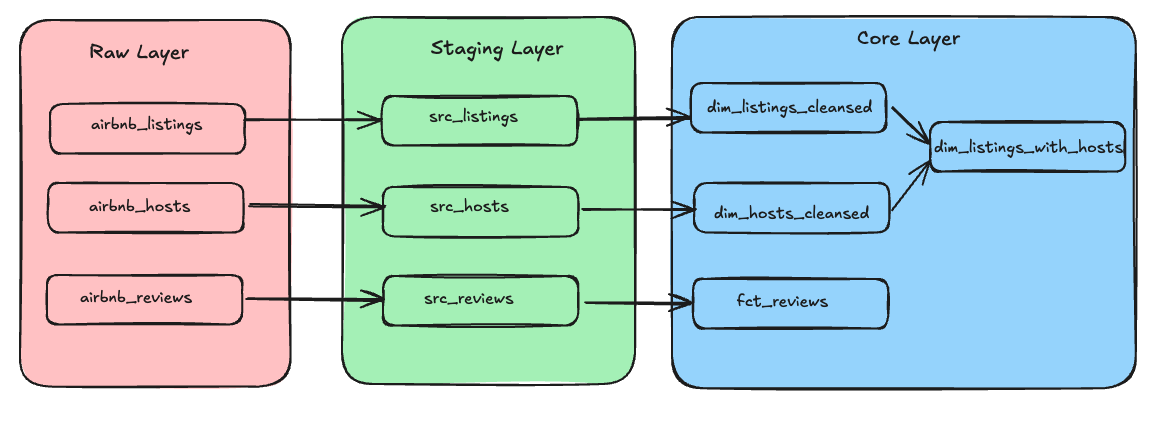 Raw Layer
airbnb_listings
airbnb_hosts
airbnb_reviews
Staging Layer
src_listings
src_hosts
src_reviews
Core Layer
dim_listings_cleansed
dim_hosts_cleansed
fct_reviews
dim_listings_with_hosts